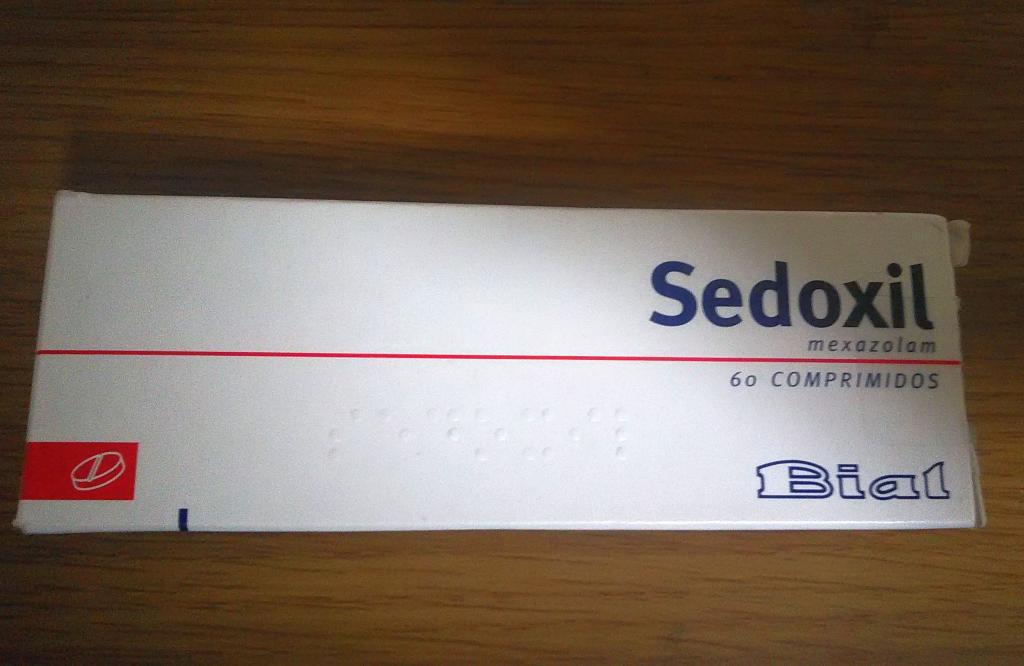 Sedoxil
mexazolam
60 COMPRIMIDOS
Bial